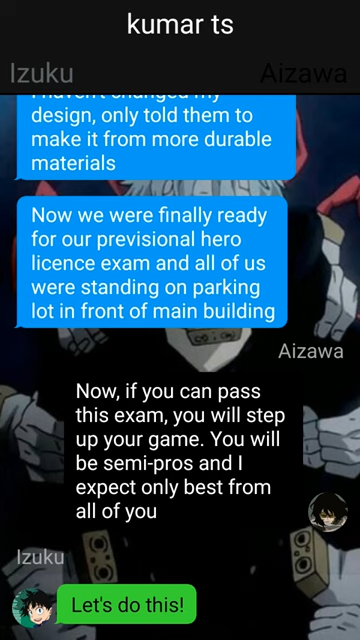 kumar ts
Izuku
Aizawa
I haven't changed my
design, only told them to
make it from more durable
materials
Now we were finally ready
for our previsional hero
licence exam and all of us
were standing on parking
lot in front of main building
Aizawa
Now, if you can pass
this exam, you will step
up your game. You will
be semi-pros and I
expect only best from
all of you
Izuku
Let's do this!